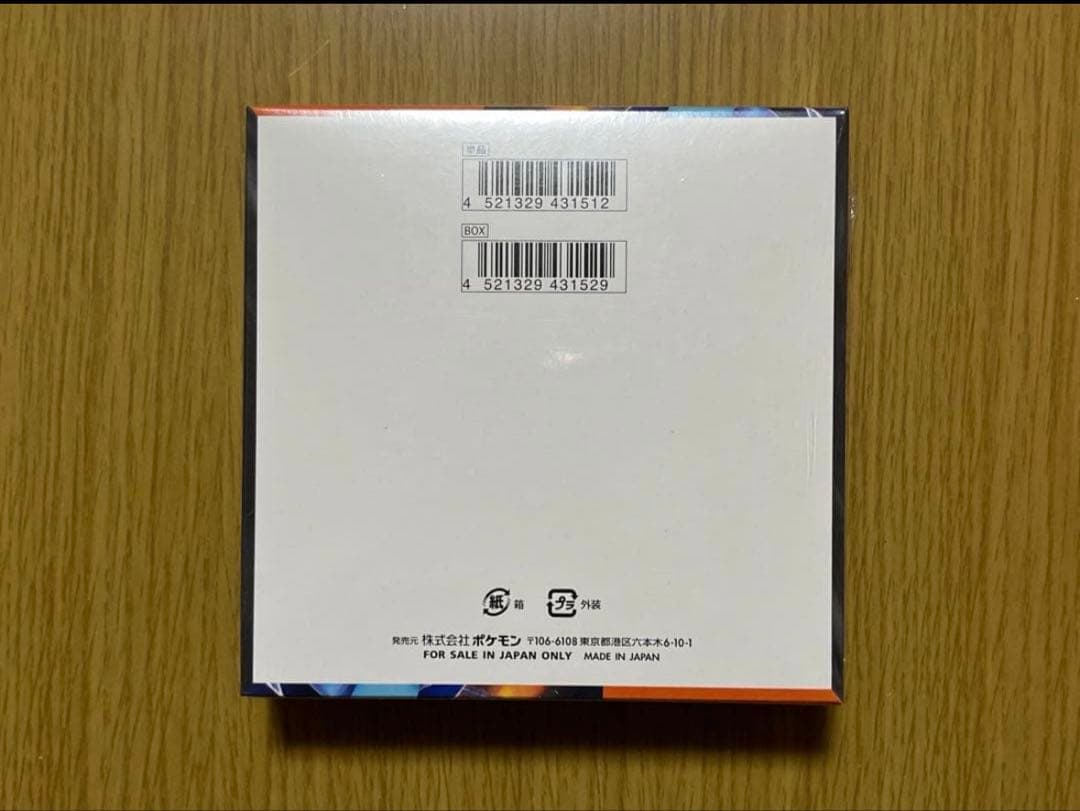 単品
4 521329 431512
BOX
4 521329 431529
紙 箱 プラ 外装
発売元 株式会社 ポケモン 〒106-6108 東京都港区六本木6-10-1
FOR SALE IN JAPAN ONLY MADE IN JAPAN